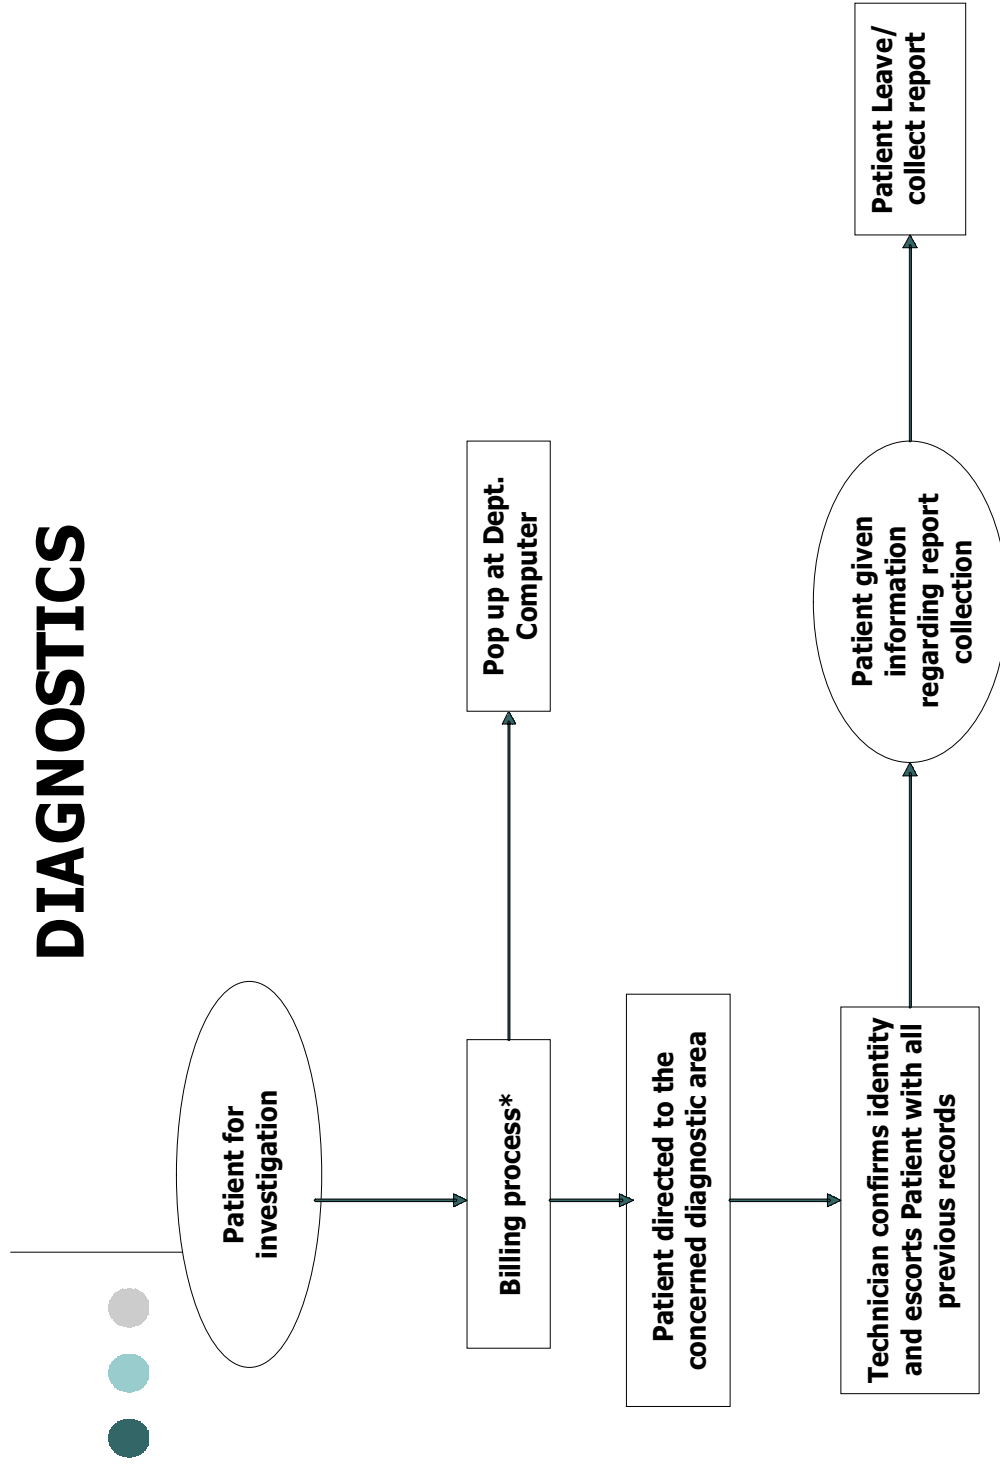 DIAGNOSTICS
Patient for
investigation
Billing process*
Pop up at Dept.
Computer
Patient directed to the
concerned diagnostic area
Technician confirms identity
and escorts Patient with all
previous records
Patient given
information
regarding report
collection
Patient Leave/
collect report